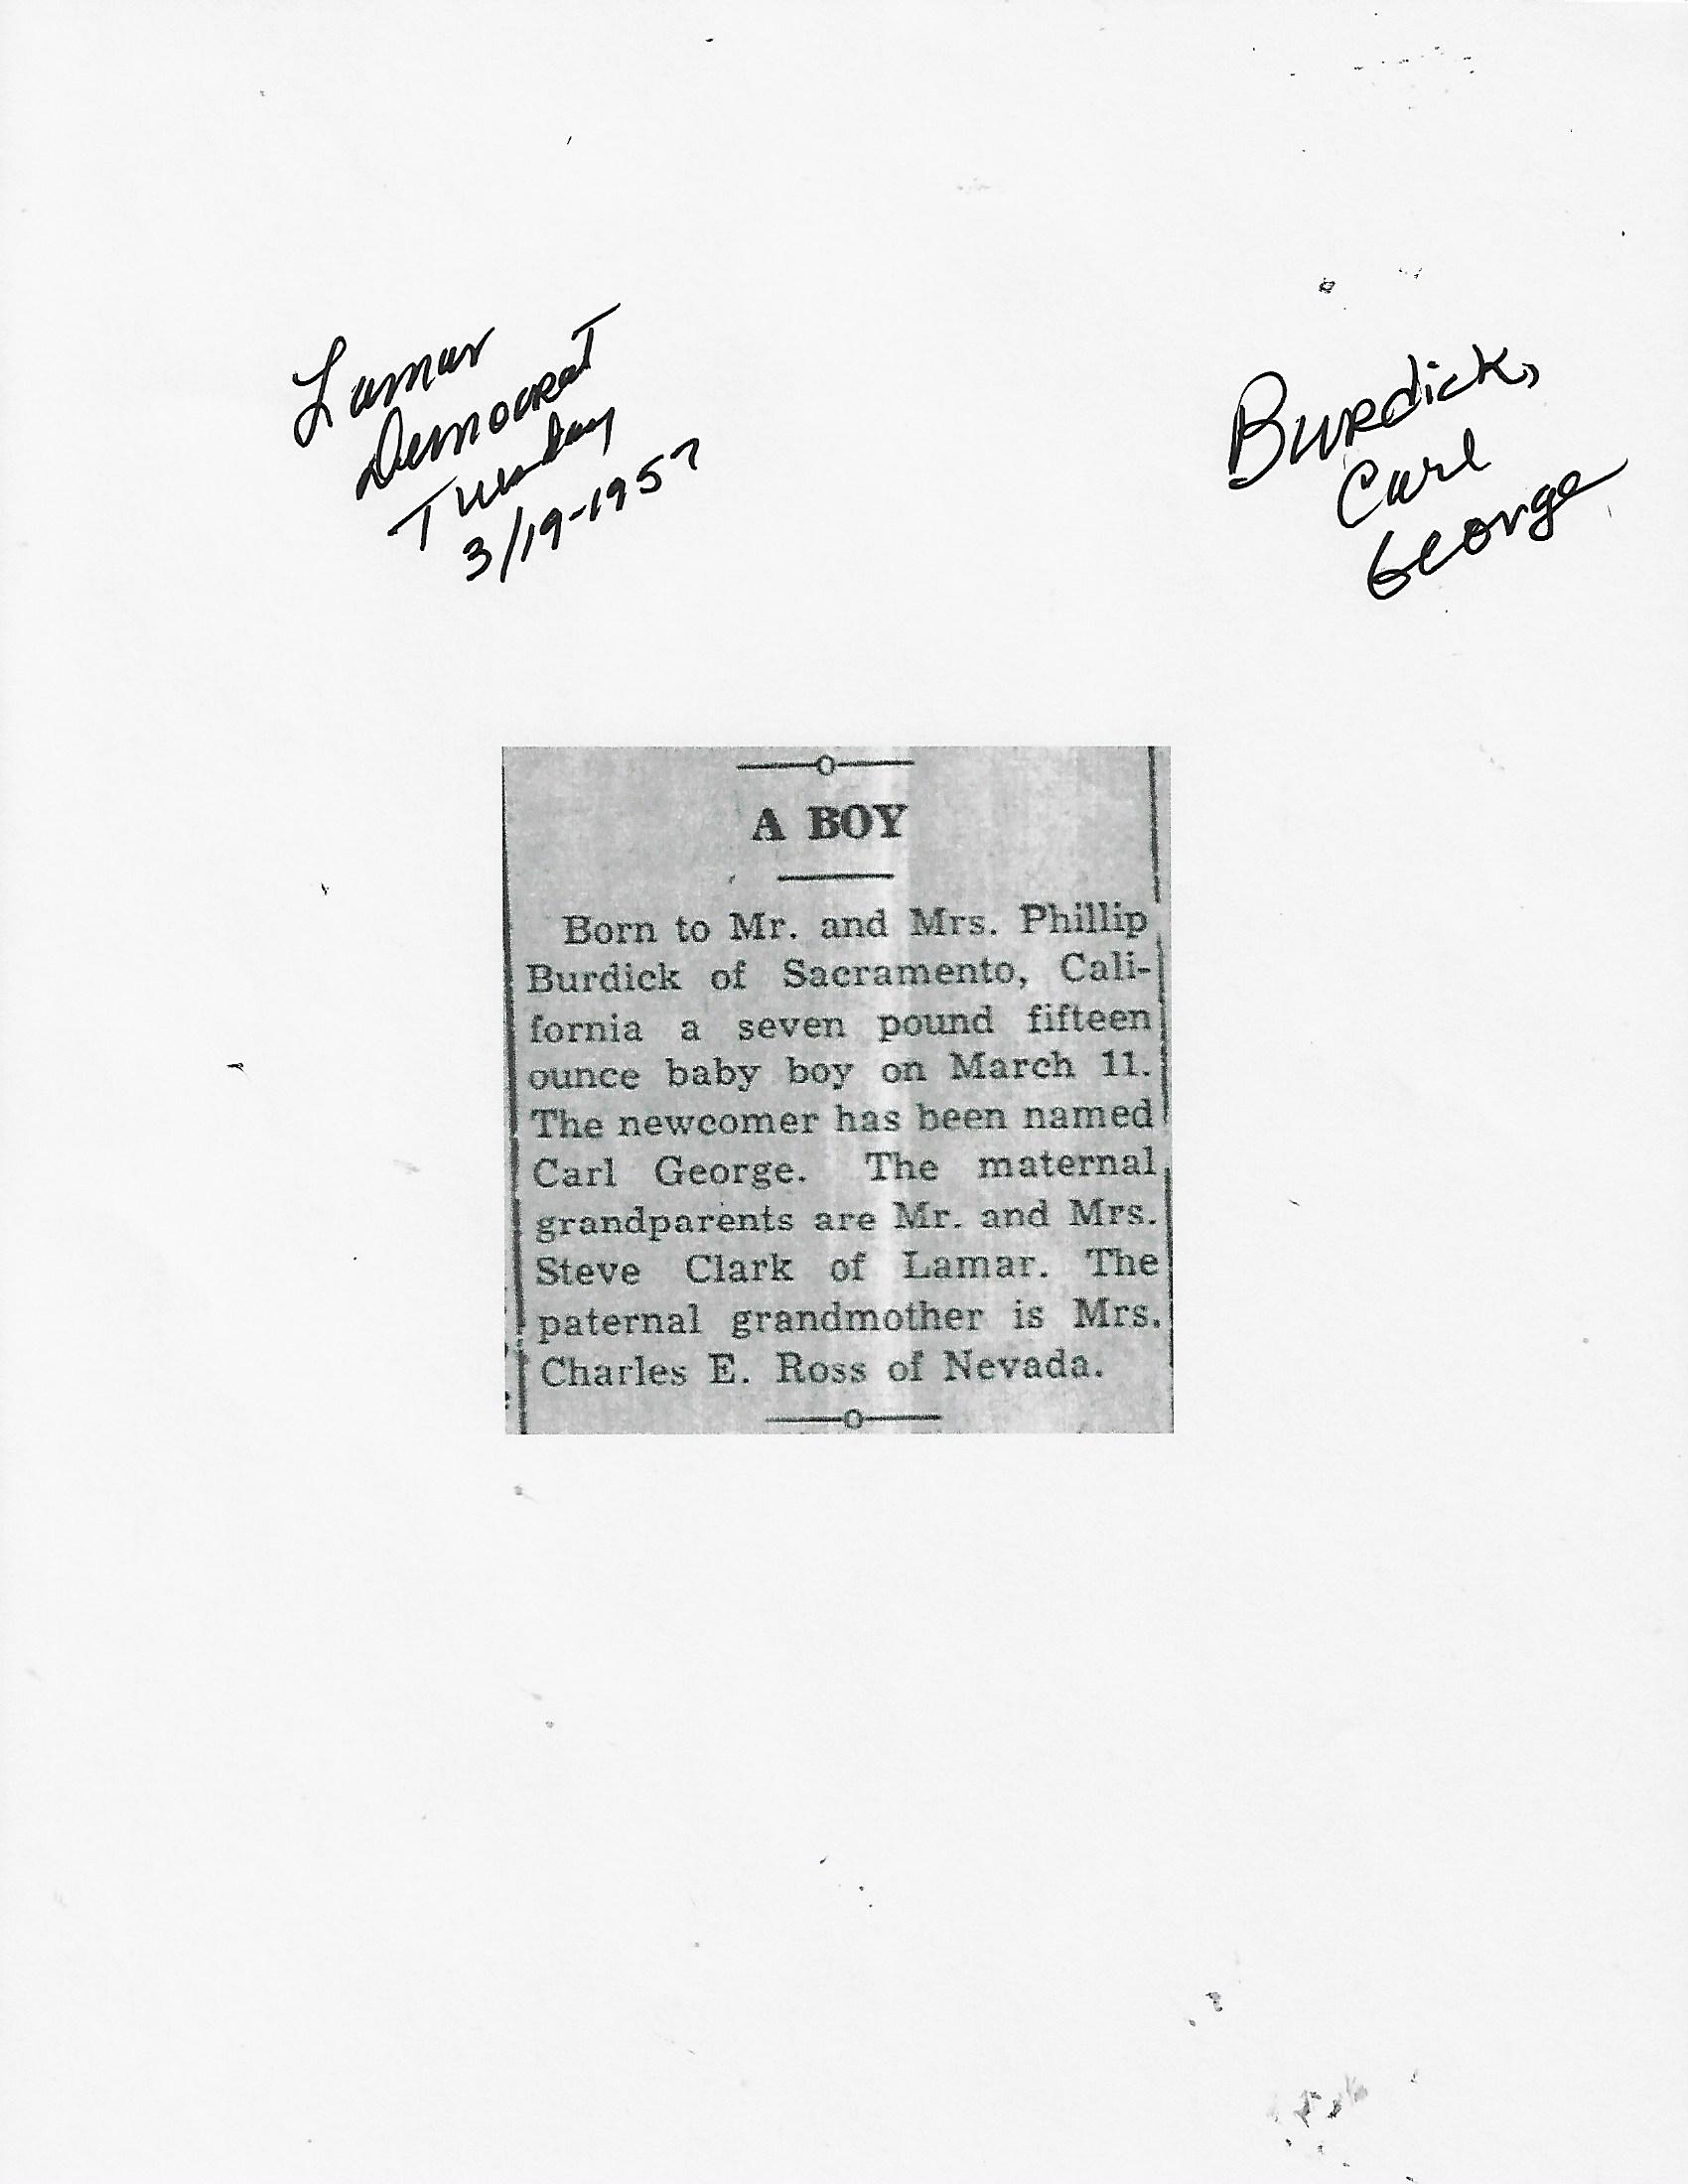 Lamar
Democrat
Tuesday
3/19-1957
Burdick,
Carl
George
A BOY
Born to Mr. and Mrs. Phillip
Burdick of Sacramento, Cali-
fornia a seven pound fifteen
ounce baby boy on March 11.
The newcomer has been named
Carl George. The maternal
grandparents are Mr. and Mrs.
Steve Clark of Lamar. The
paternal grandmother is Mrs.
Charles E. Ross of Nevada.